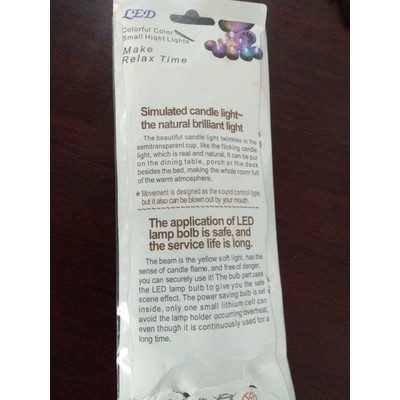 LED
Colorful Color
Small Hight Lights
Make
Relax Time
Simulated candle light~
the natural brilliant light
The beautiful candle light twinkles in the
semitransparent cup, like the flicking candle
light, which is real and natural, It can be put
on the dining table, porch or the desk
besides the bed, making the whole room full
of the warm atmosphere.
★ Movement is designed as the sound control type,
but it also can be blown out by your mouth.
The application of LED
lamp bolb is safe, and
the service life is long.
The beam is the yellow soft light, has the
sense of candle flame, and free of danger,
you can securely use it! The bulb part uses
the LED lamp bulb to give you the safe
scene effect. The power saving bulb is set
inside, only one small lithium cell can
avoid the lamp holder occurring overheat,
even though it is continuously used for a
long time.